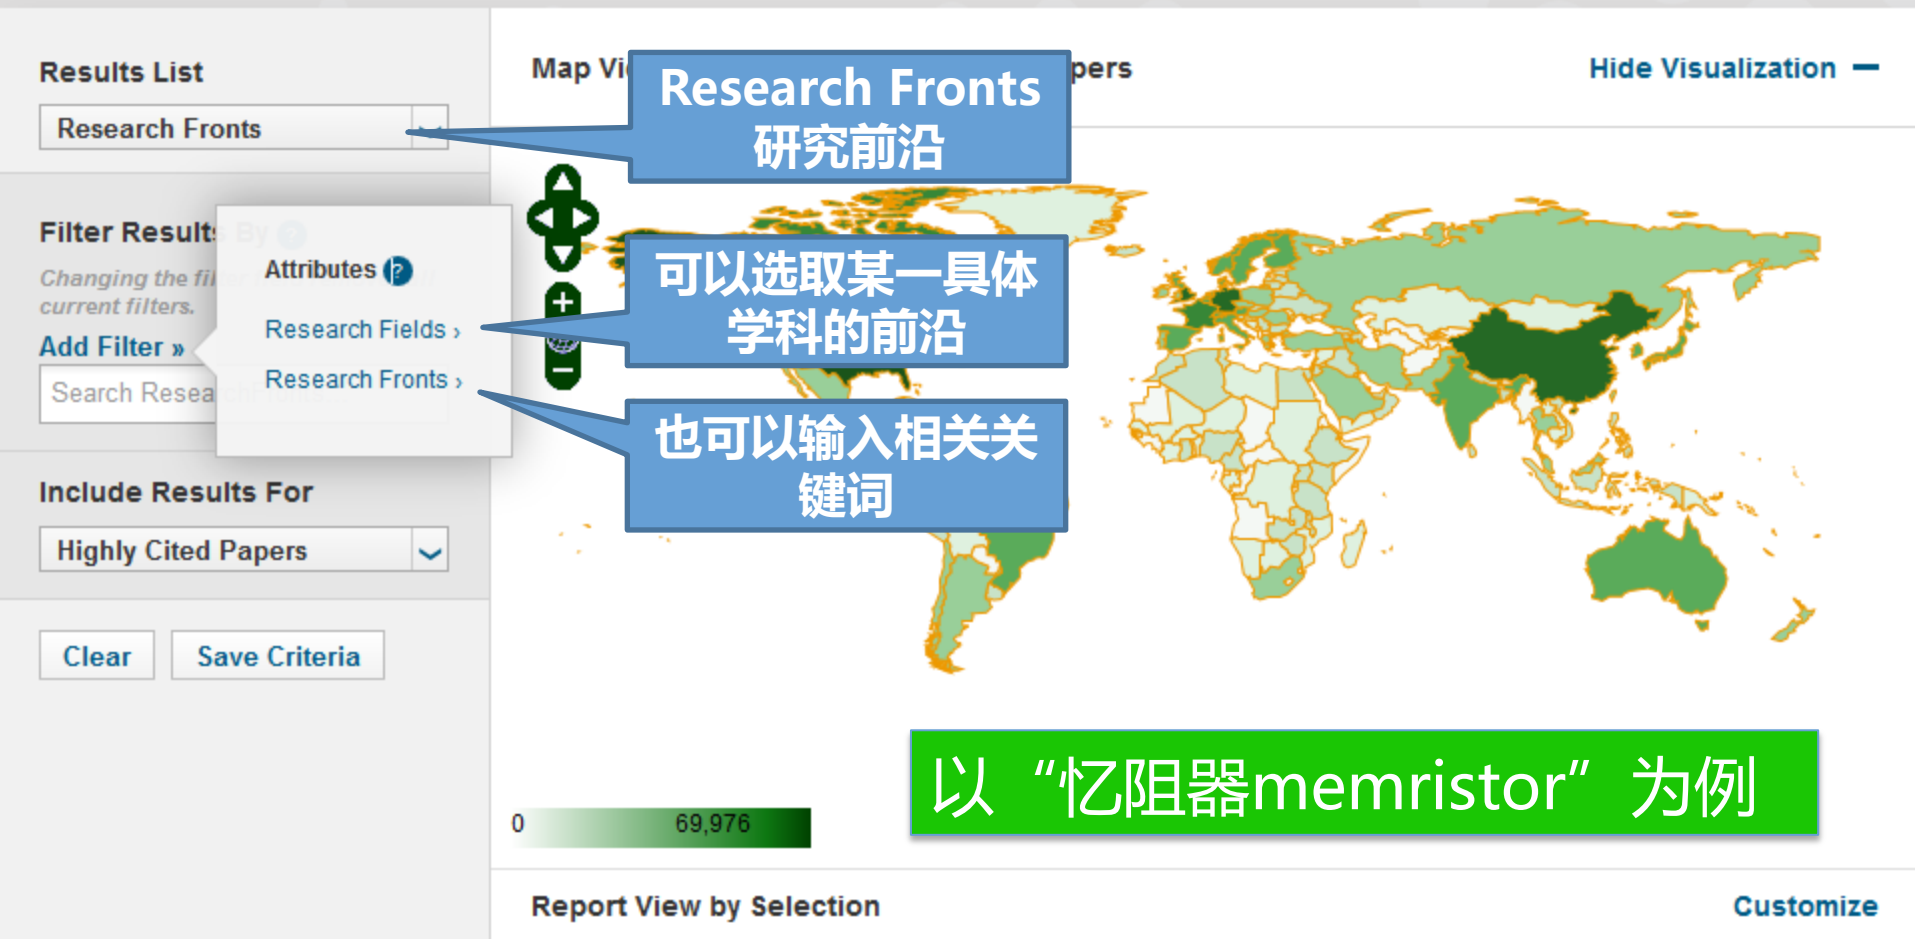 Results List
Research Fronts
Filter Results By
Changing the fil
current filters.
Add Filter »
Search Resea
Attributes ?
Research Fields ›
Research Fronts ›
Include Results For
Highly Cited Papers
Clear
Save Criteria
Map Vi
pers
Hide Visualization
Research Fronts
研究前沿
可以选取某一具体
学科的前沿
也可以输入相关关
键词
以“忆阻器memristor”为例
0
69,976
Report View by Selection
Customize